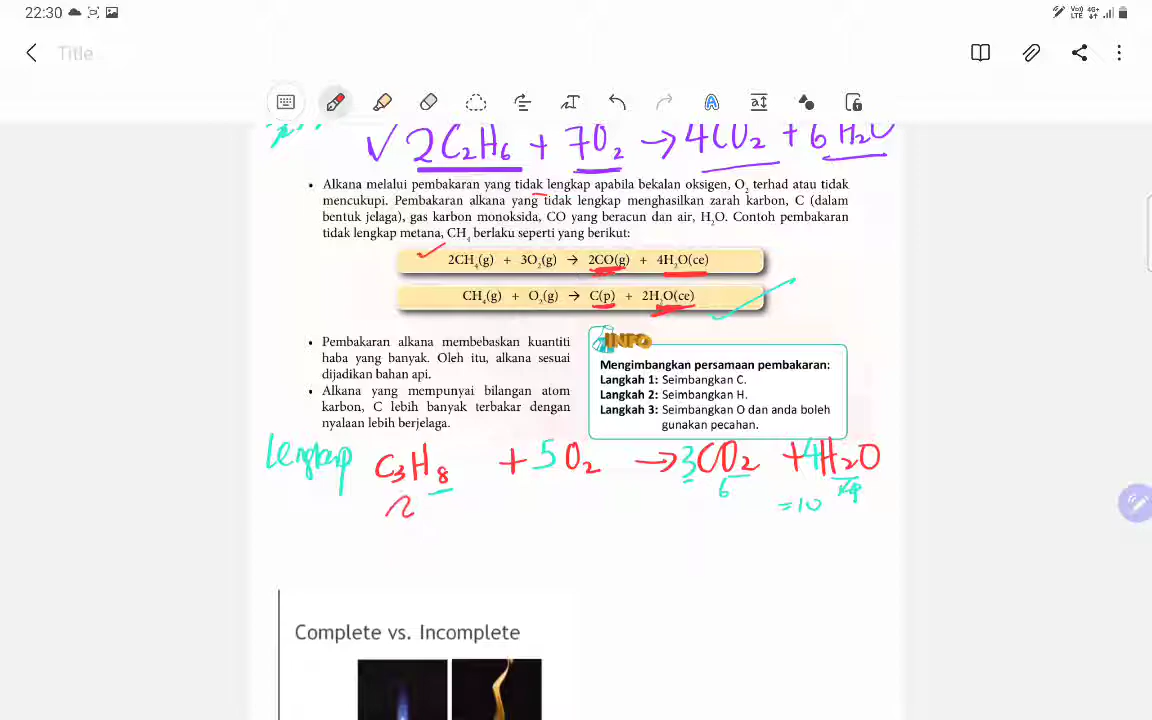 22:30
VoLTE 4G+
Title
√ 2C₂H₆ + 7O₂ → 4CO₂ + 6H₂O
• Alkana melalui pembakaran yang tidak lengkap apabila bekalan oksigen, O₂ terhad atau tidak
mencukupi. Pembakaran alkana yang tidak lengkap menghasilkan zarah karbon, C (dalam
bentuk jelaga), gas karbon monoksida, CO yang beracun dan air, H₂O. Contoh pembakaran
tidak lengkap metana, CH₄ berlaku seperti yang berikut:
2CH₄(g) + 3O₂(g) → 2CO(g) + 4H₂O(ce)
CH₄(g) + O₂(g) → C(p) + 2H₂O(ce)
• Pembakaran alkana membebaskan kuantiti
haba yang banyak. Oleh itu, alkana sesuai
dijadikan bahan api.
• Alkana yang mempunyai bilangan atom
karbon, C lebih banyak terbakar dengan
nyalaan lebih berjelaga.
INFO
Mengimbangkan persamaan pembakaran:
Langkah 1: Seimbangkan C.
Langkah 2: Seimbangkan H.
Langkah 3: Seimbangkan O dan anda boleh
gunakan pecahan.
Lengkap C₃H₈ + 5O₂ → 3CO₂ + 4H₂O
6
=10
Complete vs. Incomplete